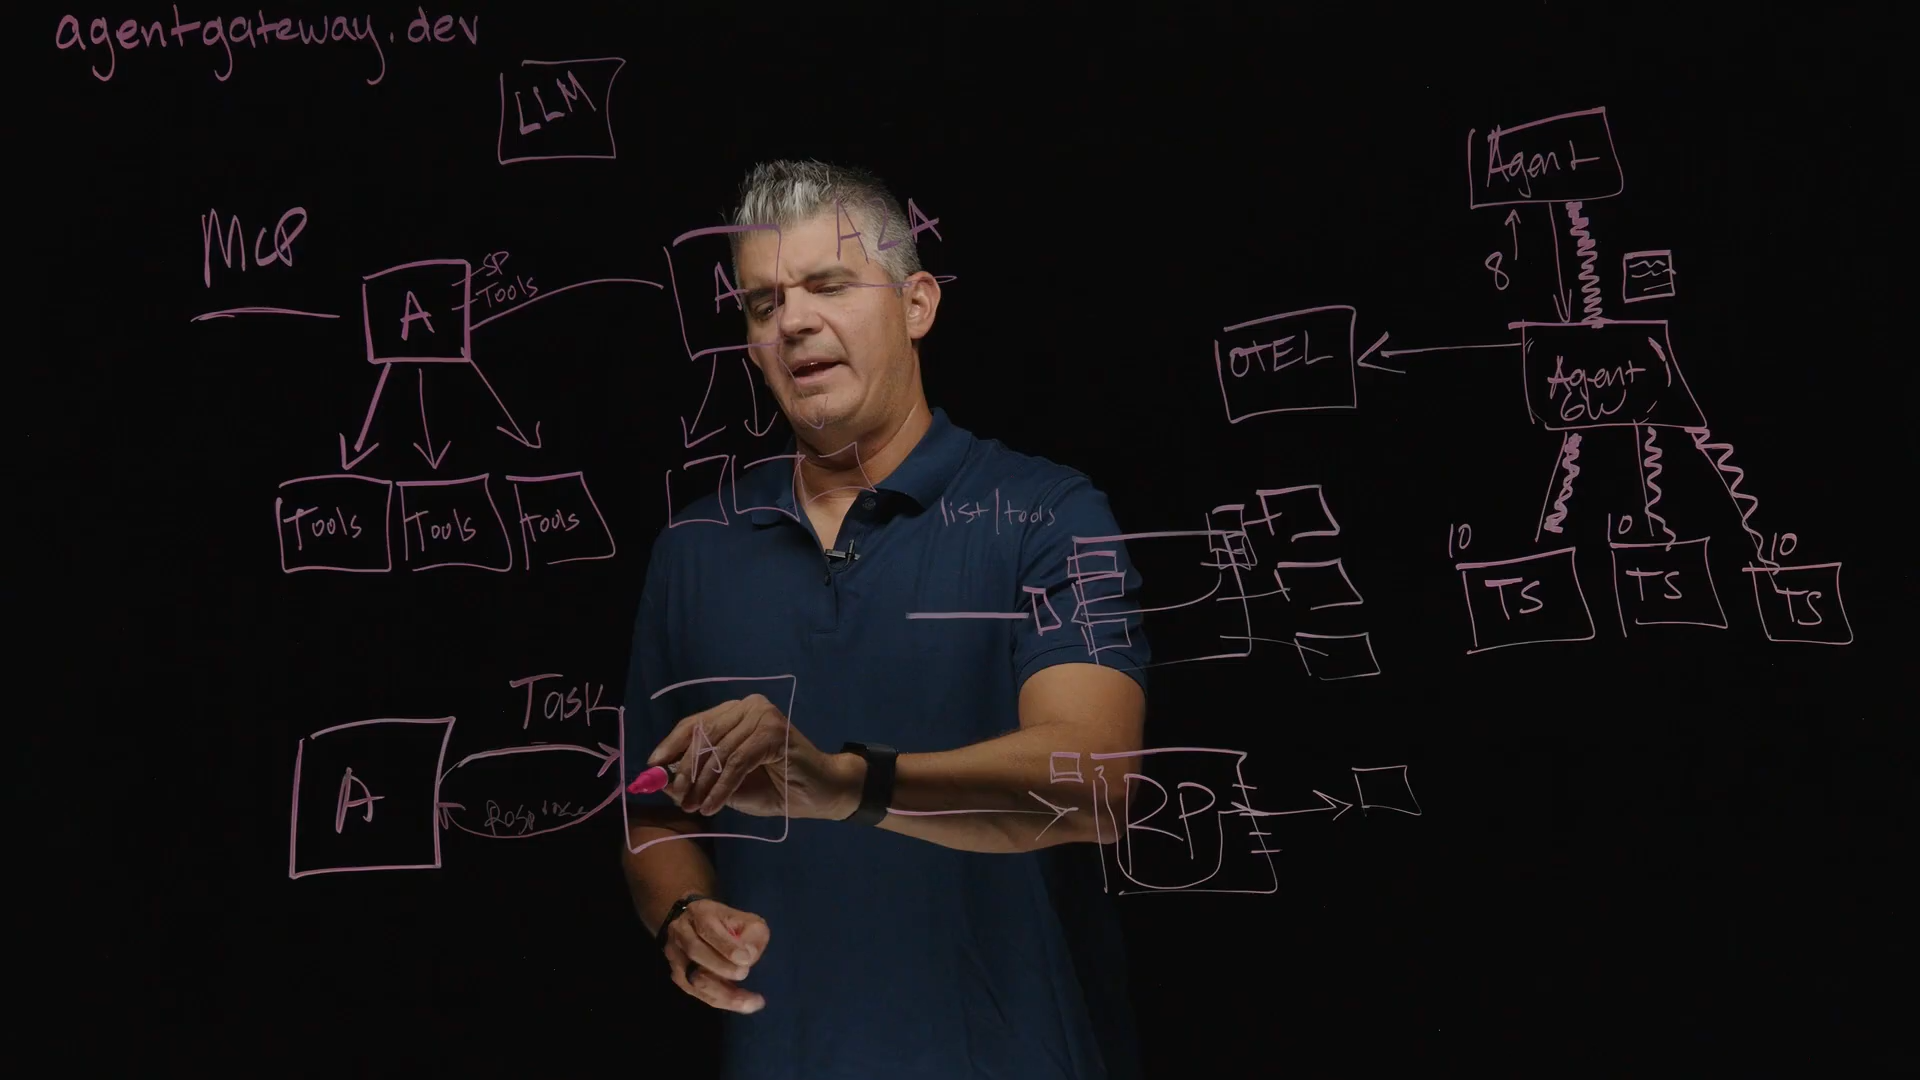 agentgateway.dev
LLM
MCP
A
SP
Tools
A
A2A
Tools
Tools
Tools
list/tools
Agent
8
OTEL
Agent
GW
10
10
10
TS
TS
TS
Task
A
A
Response
RP